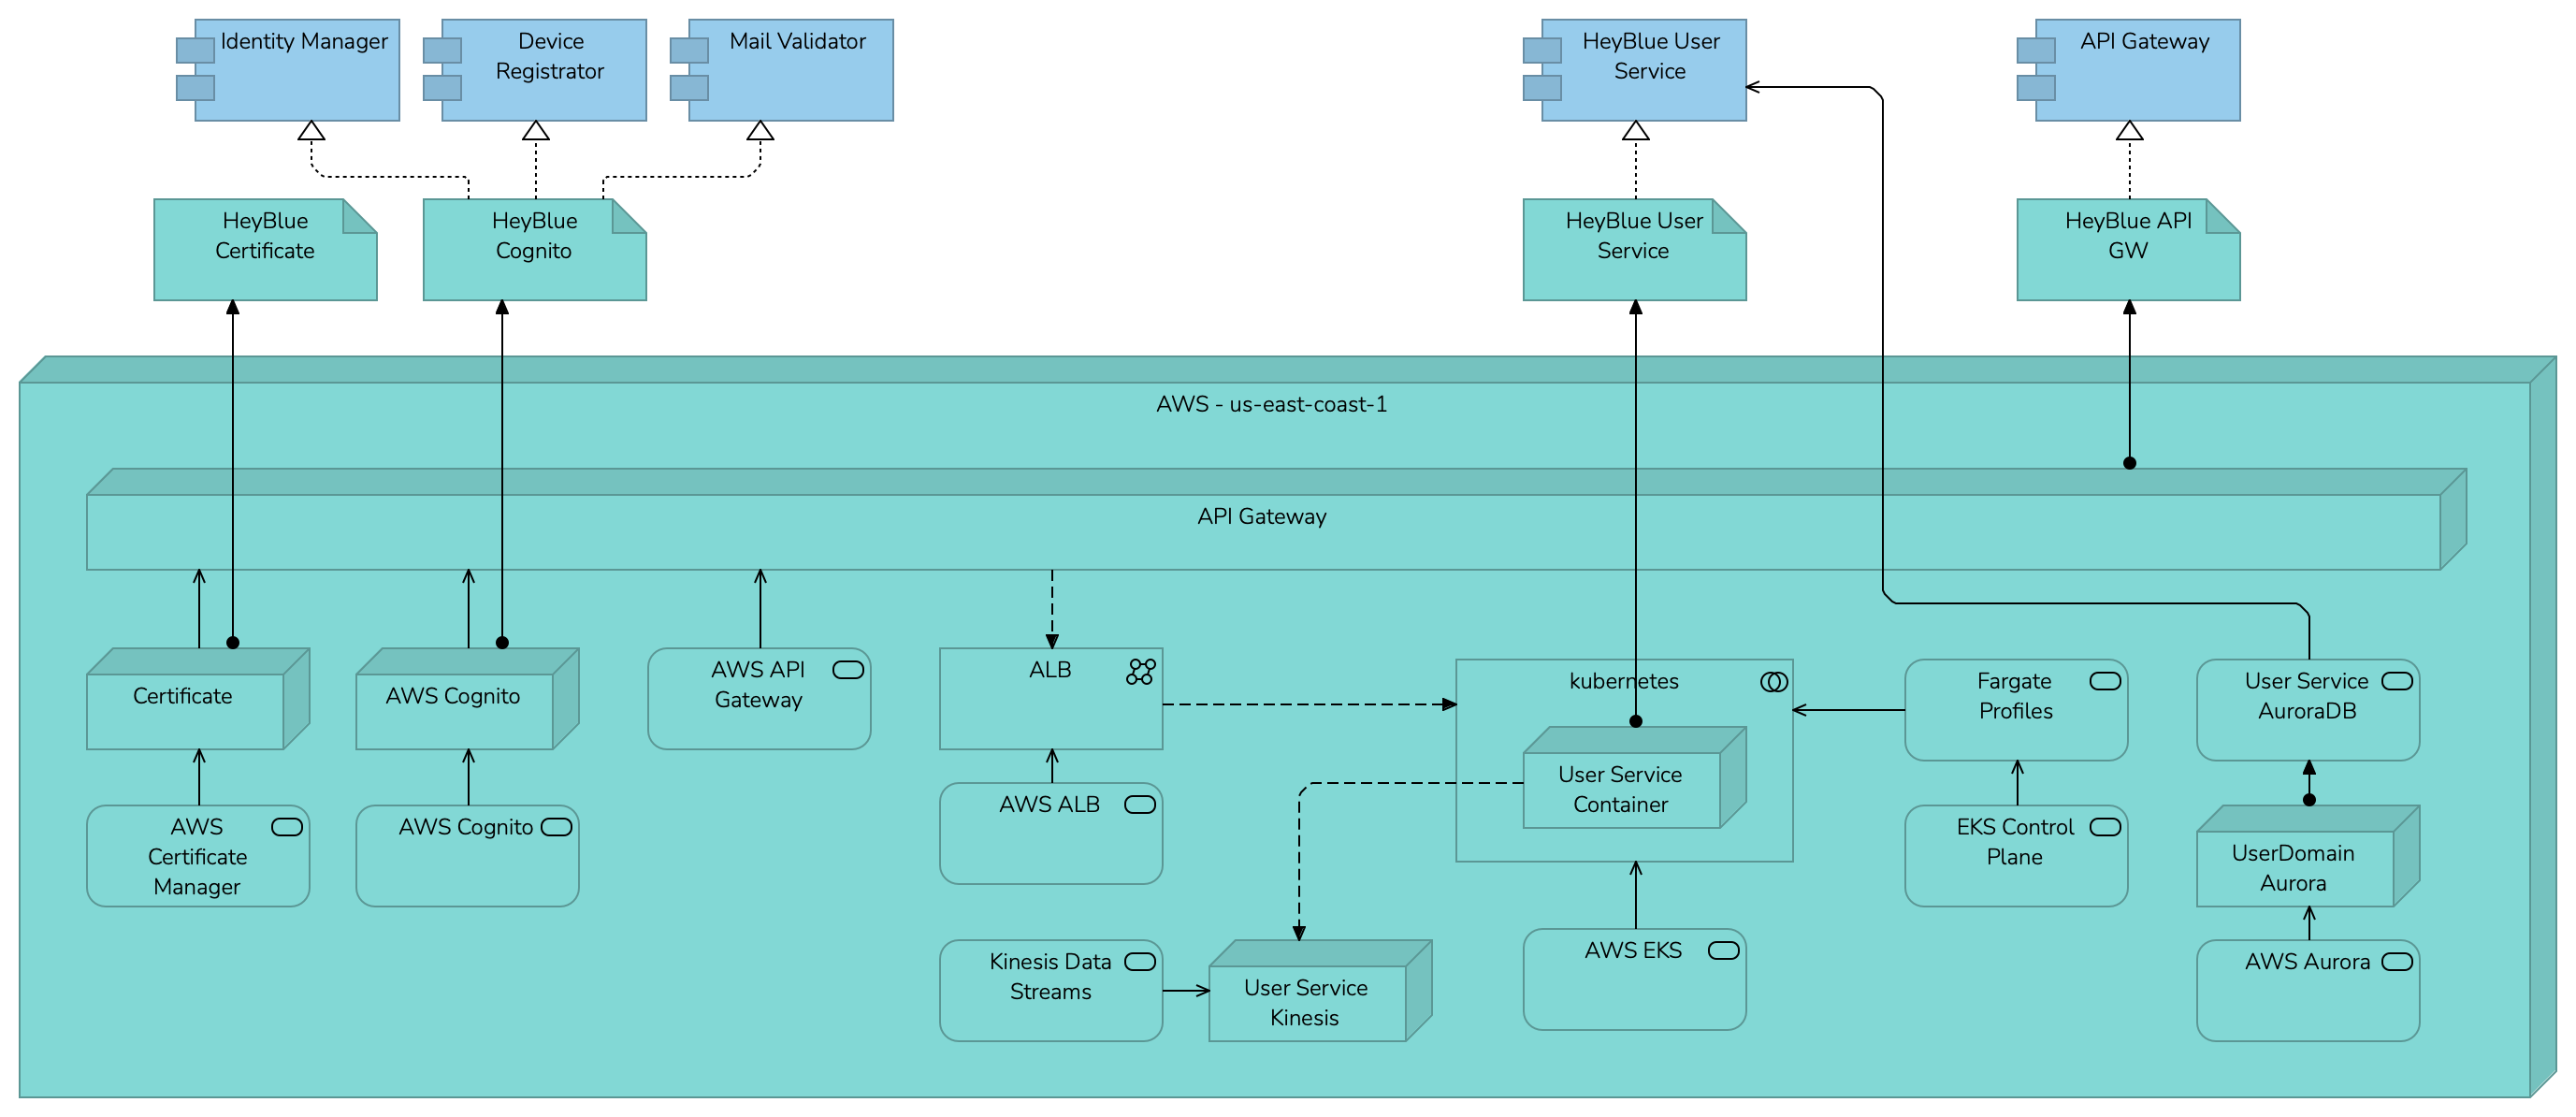 Identity Manager
Device
Registrator
Mail Validator
HeyBlue User
Service
API Gateway
HeyBlue
Certificate
HeyBlue
Cognito
HeyBlue User
Service
HeyBlue API
GW
AWS - us-east-coast-1
API Gateway
Certificate
AWS Cognito
AWS API
Gateway
ALB
kubernetes
Fargate
Profiles
User Service
AuroraDB
User Service
Container
AWS
Certificate
Manager
AWS Cognito
AWS ALB
EKS Control
Plane
UserDomain
Aurora
Kinesis Data
Streams
User Service
Kinesis
AWS EKS
AWS Aurora